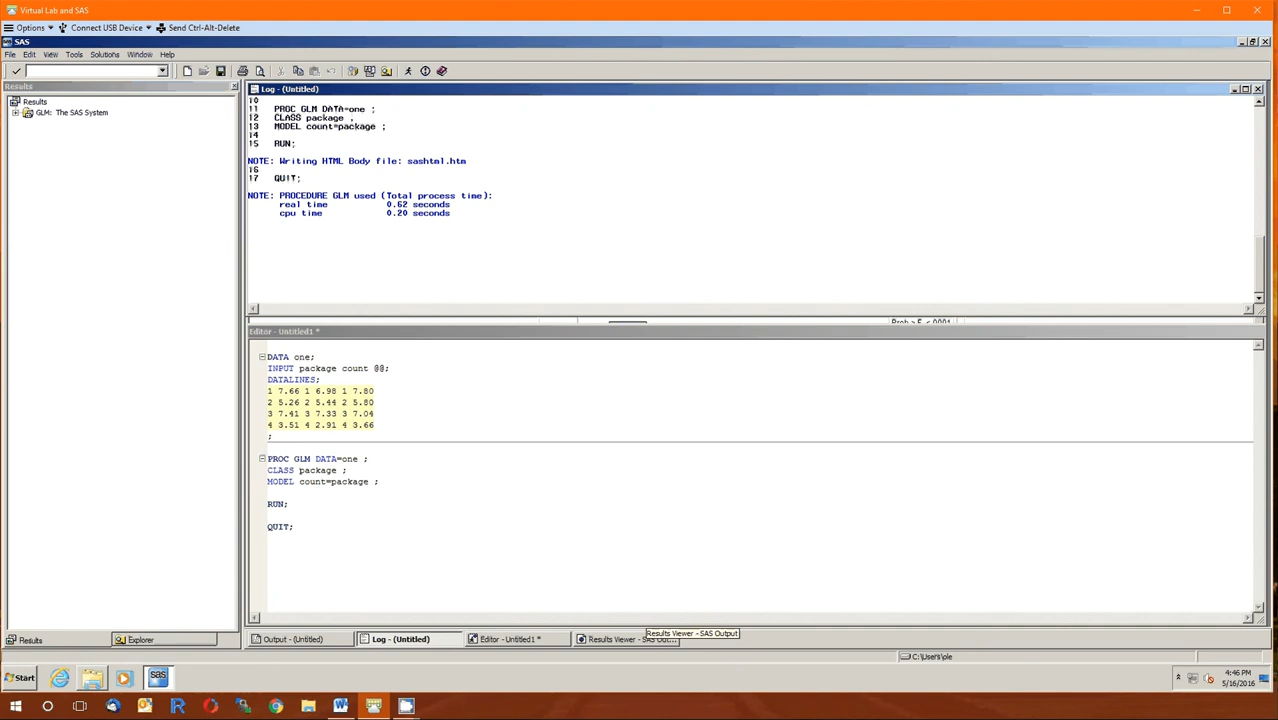 Virtual Lab and SAS
Options Connect USB Device Send Ctrl-Alt-Delete
SAS
File Edit View Tools Solutions Window Help
Results
Results
GLM: The SAS System
Log - (Untitled)
10
11 PROC GLM DATA=one ;
12 CLASS package ;
13 MODEL count=package ;
14
15 RUN;
NOTE: Writing HTML Body file: sashtml.htm
16
17 QUIT;
NOTE: PROCEDURE GLM used (Total process time):
real time 0.62 seconds
cpu time 0.20 seconds
Prob > F <.0001
Editor - Untitled1 *
DATA one;
INPUT package count @@;
DATALINES;
1 7.66 1 6.98 1 7.80
2 5.26 2 5.44 2 5.80
3 7.41 3 7.33 3 7.04
4 3.51 4 2.91 4 3.66
;
PROC GLM DATA=one ;
CLASS package ;
MODEL count=package ;
RUN;
QUIT;
Results Explorer
Output - (Untitled) Log - (Untitled) Editor - Untitled1 * Results Viewer - SAS Out...
Results Viewer - SAS Output
C:\Users\ple
Start sas
4:46 PM
5/16/2016